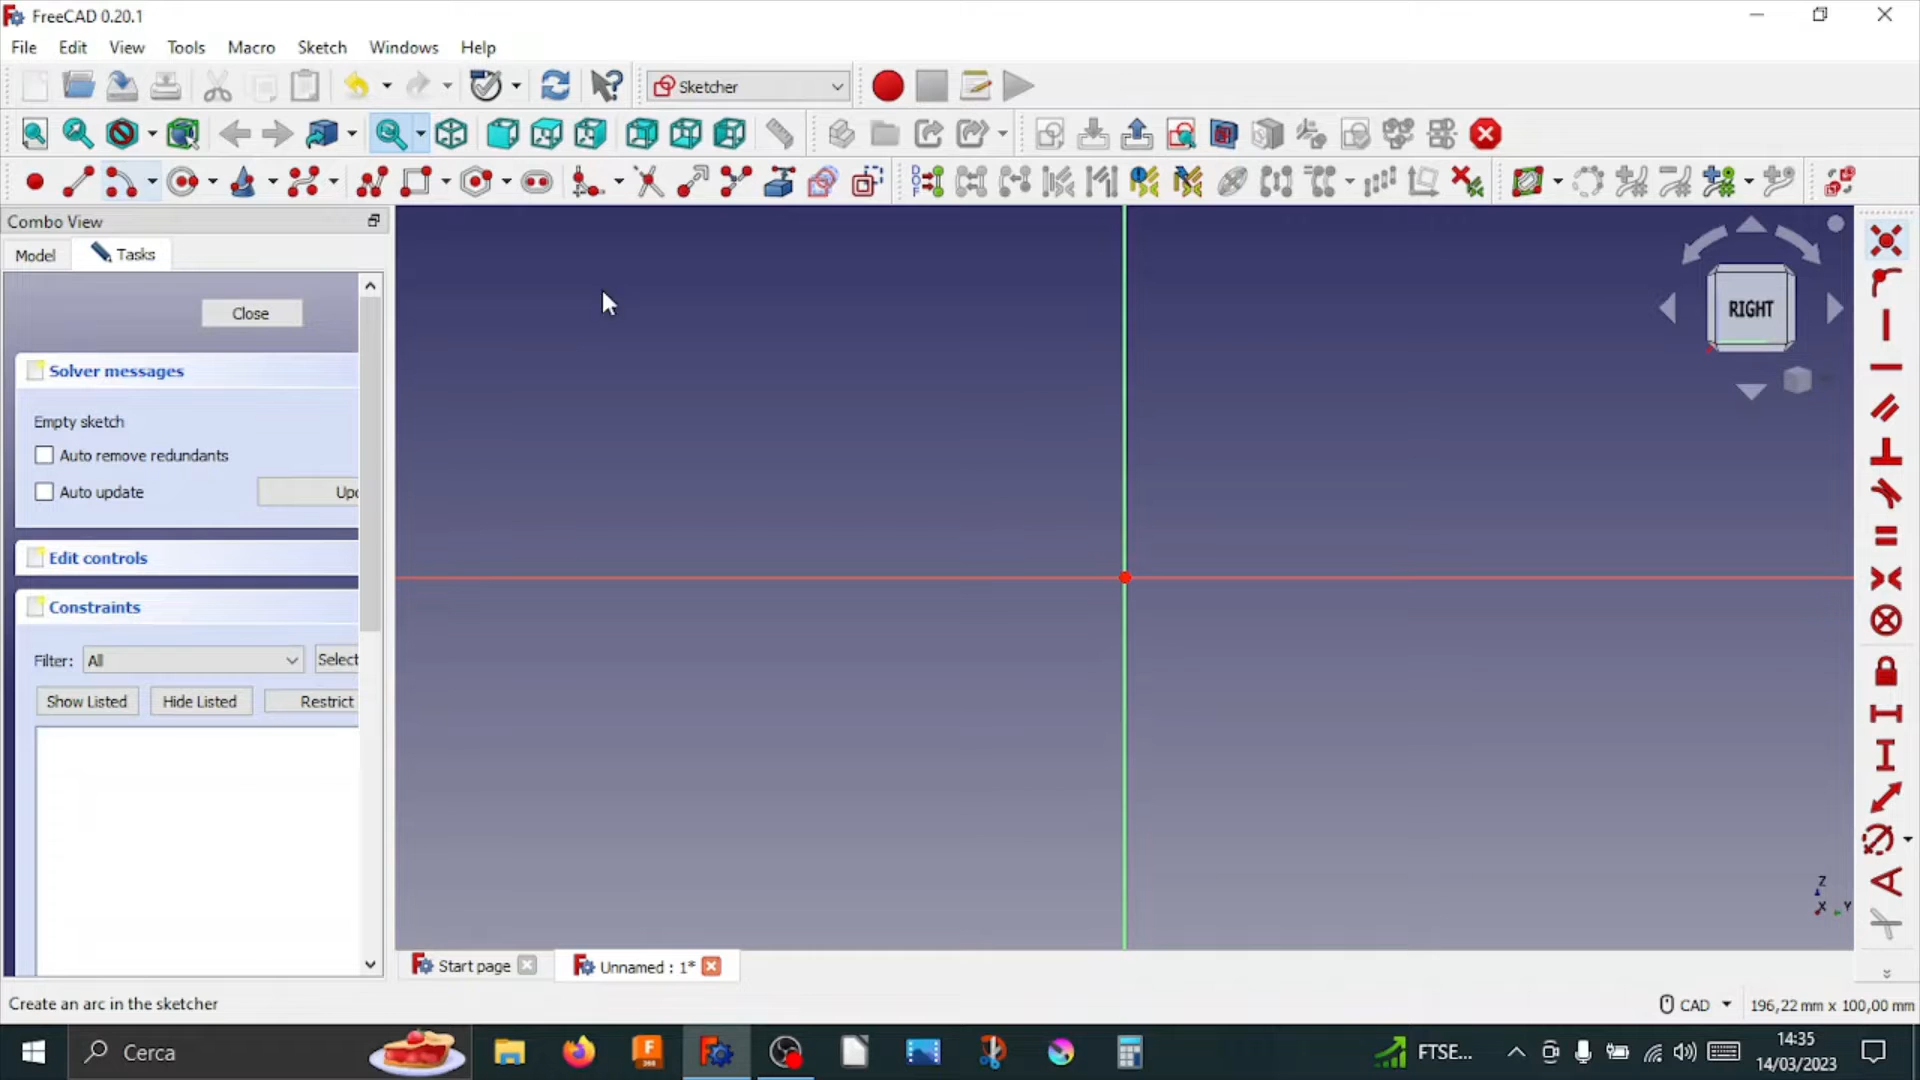 FreeCAD 0.20.1
File Edit View Tools Macro Sketch Windows Help
Sketcher
Combo View
Model Tasks
Close
Solver messages
Empty sketch
Auto remove redundants
Auto update Upd
Edit controls
Constraints
Filter: All Select
Show Listed Hide Listed Restrict
RIGHT
Z
X Y
Start page Unnamed : 1*
Create an arc in the sketcher CAD 196,22 mm x 100,00 mm
Cerca FTSE... 14:35
14/03/2023